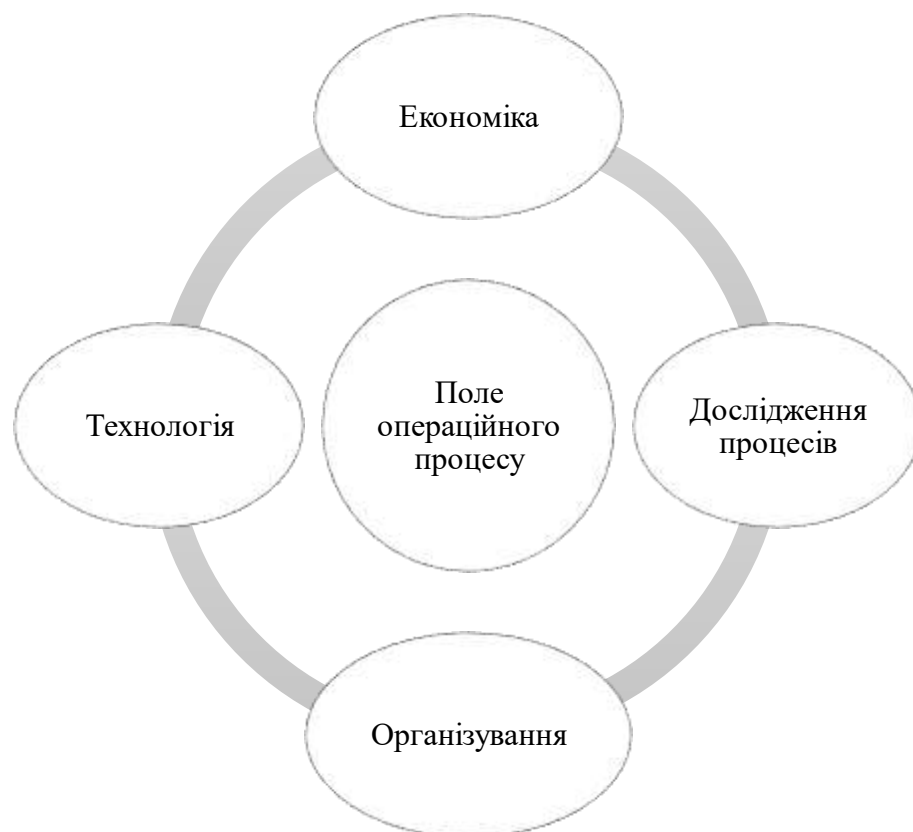 Економіка
Технологія
Поле
операційного
процесу
Дослідження
процесів
Організування